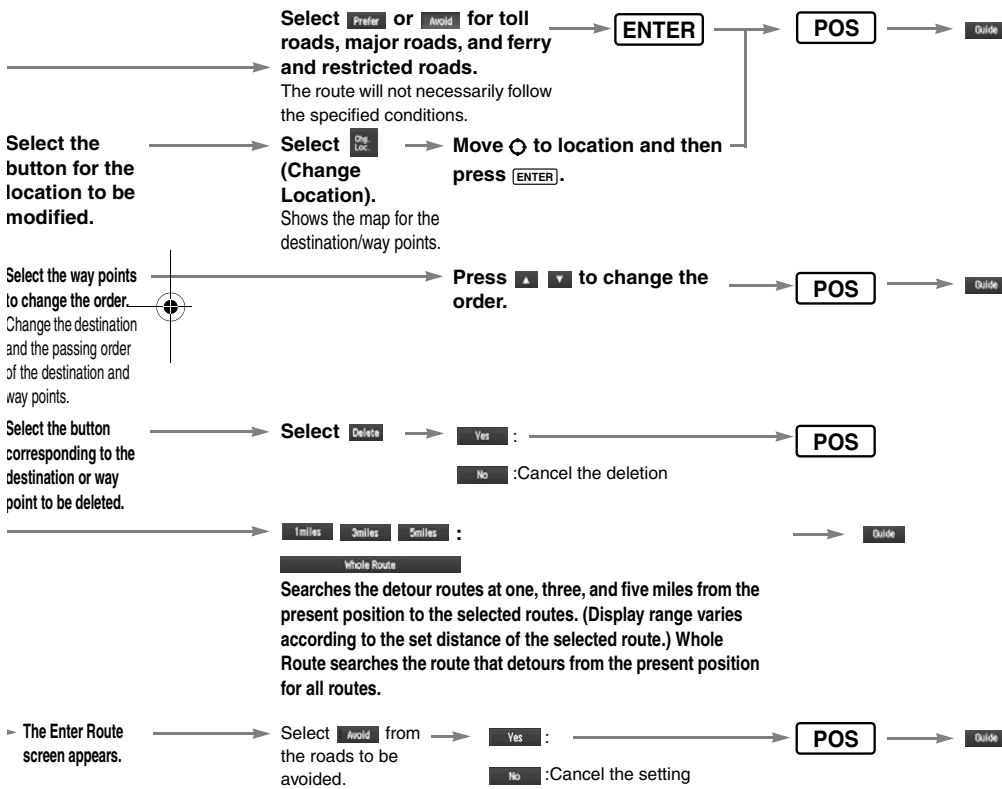 Select Prefer or Avoid for toll
roads, major roads, and ferry
and restricted roads.
The route will not necessarily follow
the specified conditions.
ENTER
POS
Guide
Select the
button for the
location to be
modified.
Select Chg. Loc.
(Change
Location).
Shows the map for the
destination/way points.
Move to location and then
press ENTER.
Select the way points
to change the order.
Change the destination
and the passing order
of the destination and
way points.
Press ▲ ▼ to change the
order.
POS
Guide
Select the button
corresponding to the
destination or way
point to be deleted.
Select Delete
Yes :
No :Cancel the deletion
POS
1miles 3miles 5miles :
Whole Route
Searches the detour routes at one, three, and five miles from the
present position to the selected routes. (Display range varies
according to the set distance of the selected route.) Whole
Route searches the route that detours from the present position
for all routes.
Guide
The Enter Route
screen appears.
Select Avoid from
the roads to be
avoided.
Yes :
No :Cancel the setting
POS
Guide